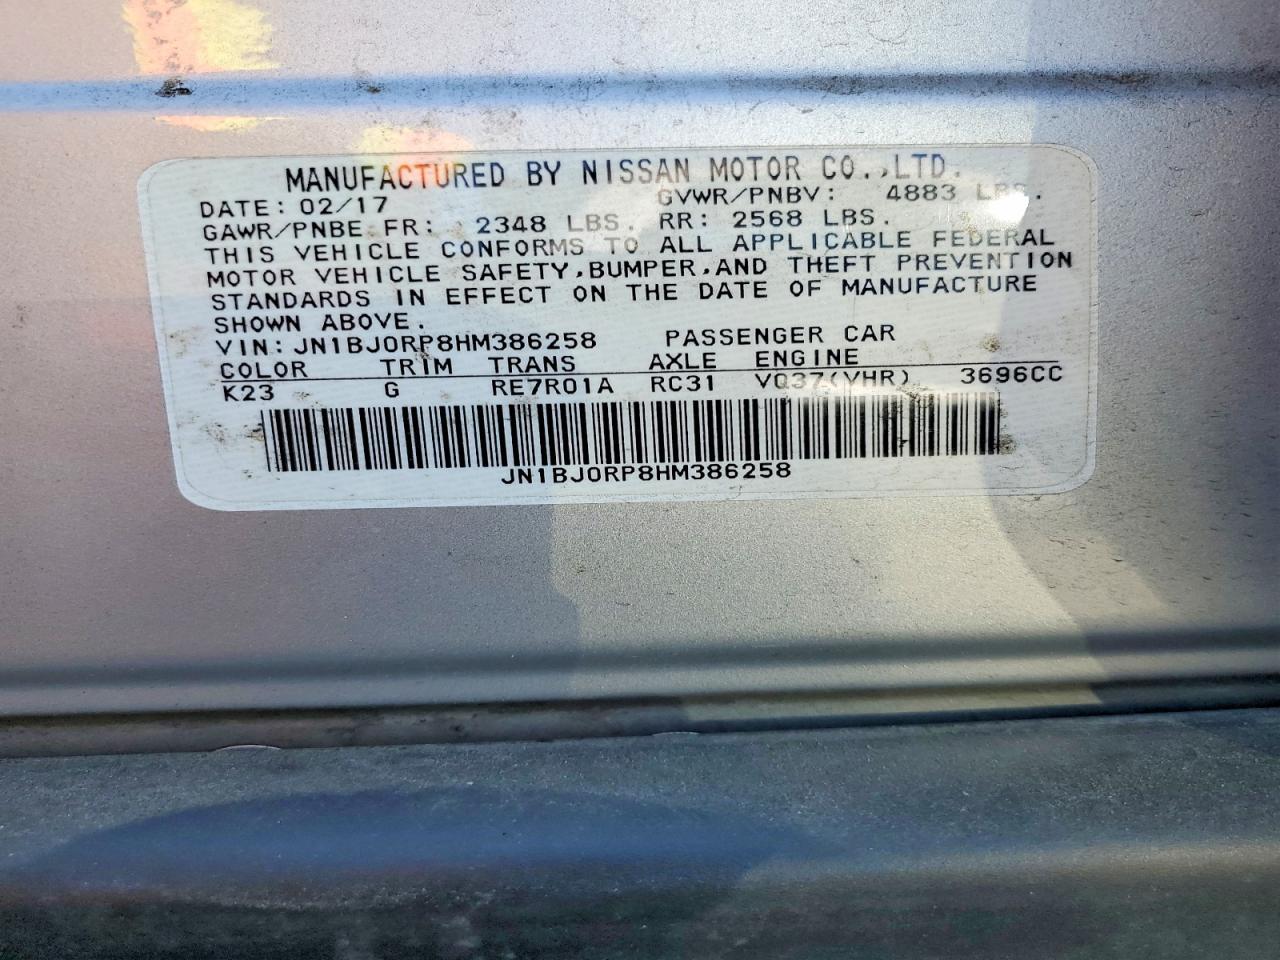 MANUFACTURED BY NISSAN MOTOR CO.,LTD.
DATE: 02/17 GVWR/PNBV: 4883 LBS.
GAWR/PNBE FR: 2348 LBS. RR: 2568 LBS.
THIS VEHICLE CONFORMS TO ALL APPLICABLE FEDERAL
MOTOR VEHICLE SAFETY,BUMPER,AND THEFT PREVENTION
STANDARDS IN EFFECT ON THE DATE OF MANUFACTURE
SHOWN ABOVE.
VIN: JN1BJ0RP8HM386258 PASSENGER CAR
COLOR TRIM TRANS AXLE ENGINE
K23 G RE7R01A RC31 VQ37(VHR) 3696CC
JN1BJ0RP8HM386258